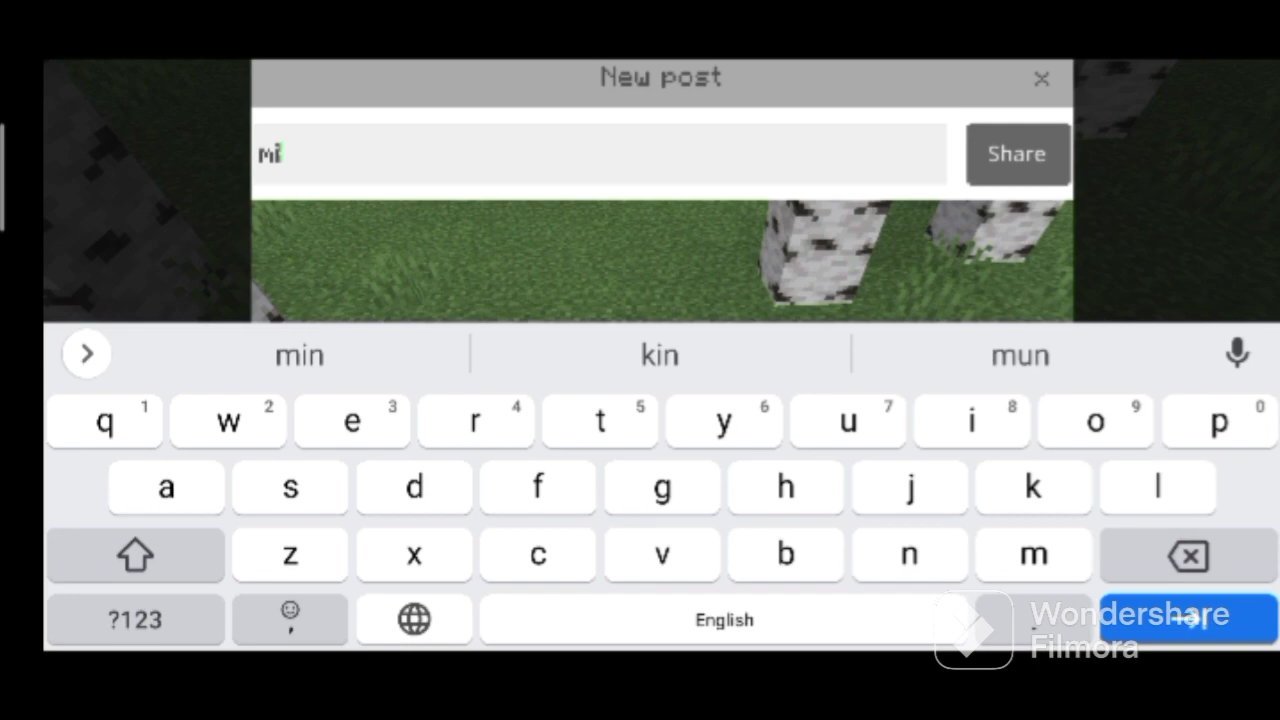 New post
mi
Share
min kin mun
q 1 w 2 e 3 r 4 t 5 y 6 u 7 i 8 o 9 p 0
a s d f g h j k l
z x c v b n m
?123 , English .
Wondershare
Filmora